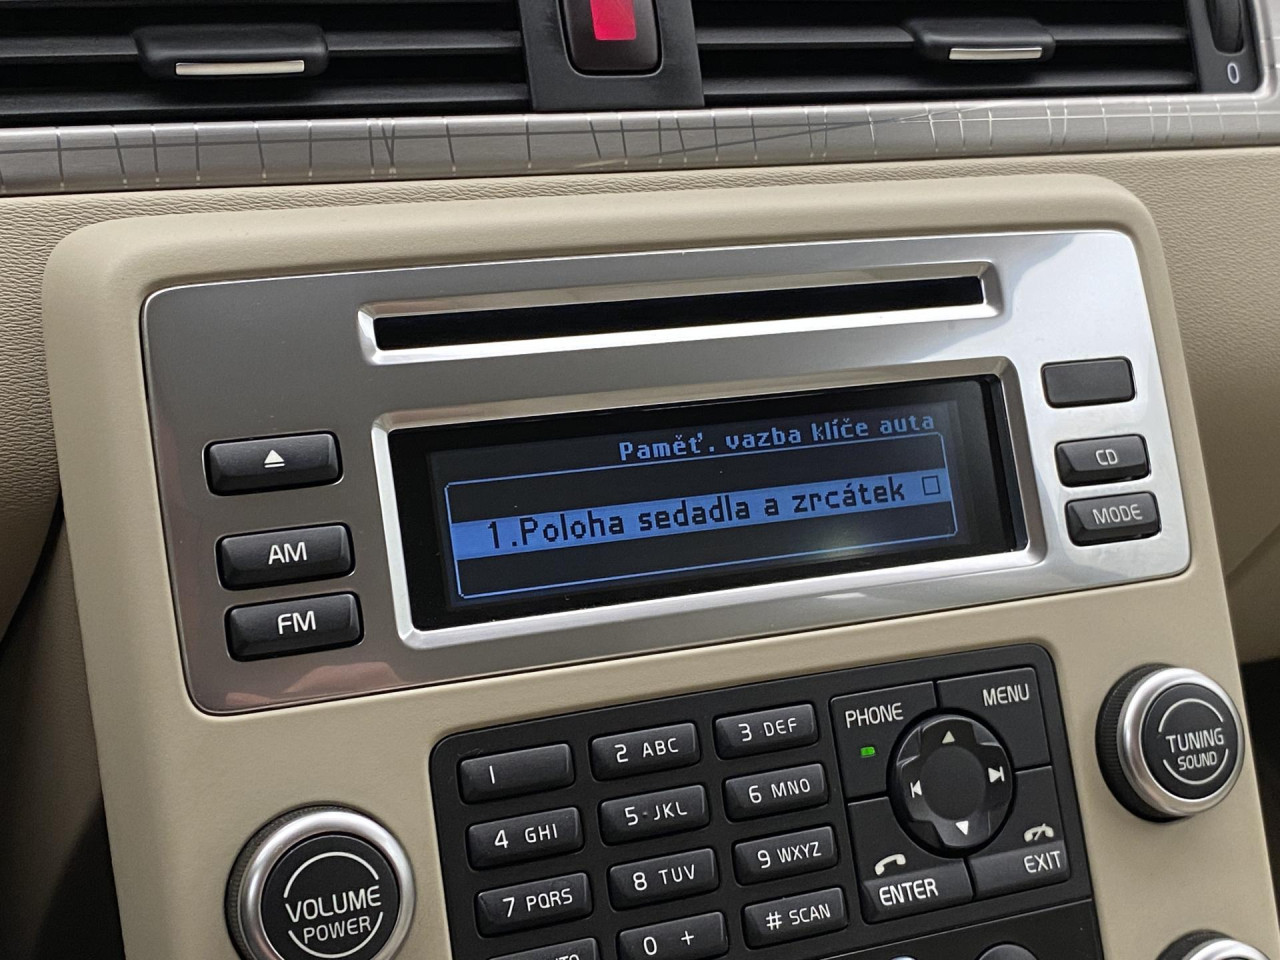 0
Paměť. vazba klíče auta
1.Poloha sedadla a zrcátek
CD
MODE
AM
FM
PHONE
MENU
1
2 ABC
3 DEF
4 GHI
5 JKL
6 MNO
7 PQRS
8 TUV
9 WXYZ
0 +
# SCAN
ENTER
EXIT
TUNING
SOUND
VOLUME
POWER